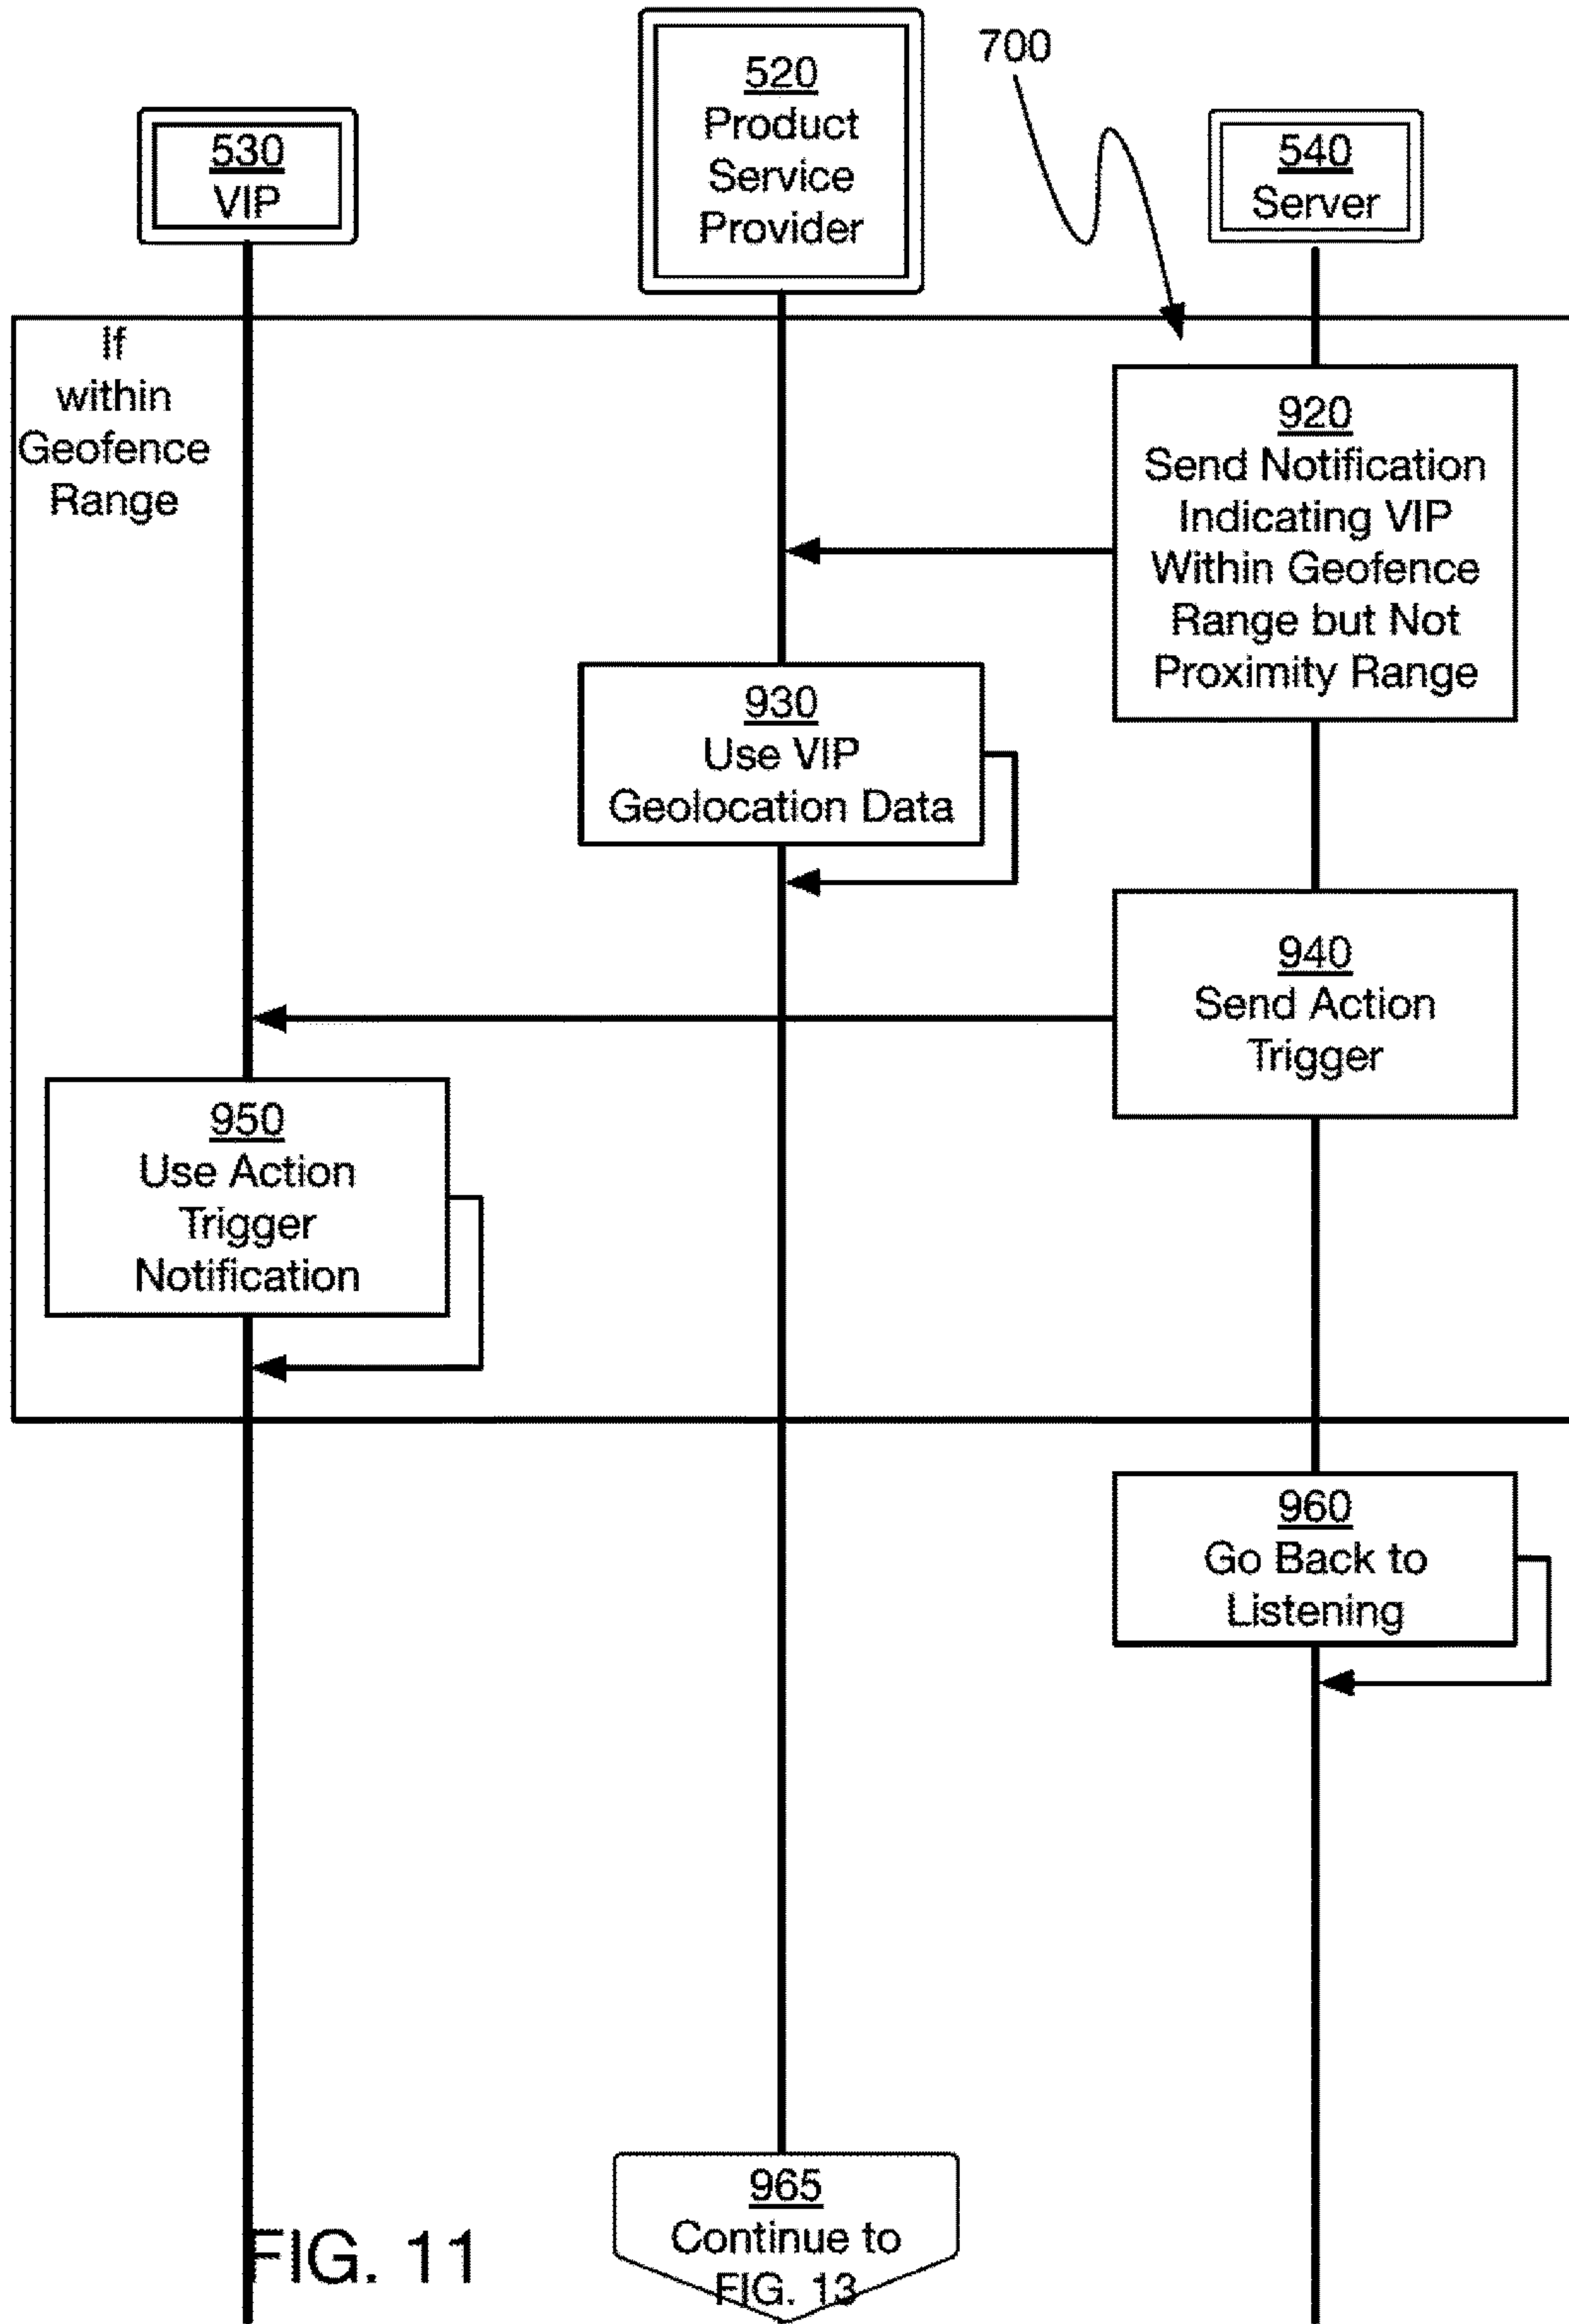 700
530
VIP
520
Product
Service
Provider
540
Server
If
within
Geofence
Range
920
Send Notification
Indicating VIP
Within Geofence
Range but Not
Proximity Range
930
Use VIP
Geolocation Data
940
Send Action
Trigger
950
Use Action
Trigger
Notification
960
Go Back to
Listening
965
Continue to
FIG. 13
FIG. 11